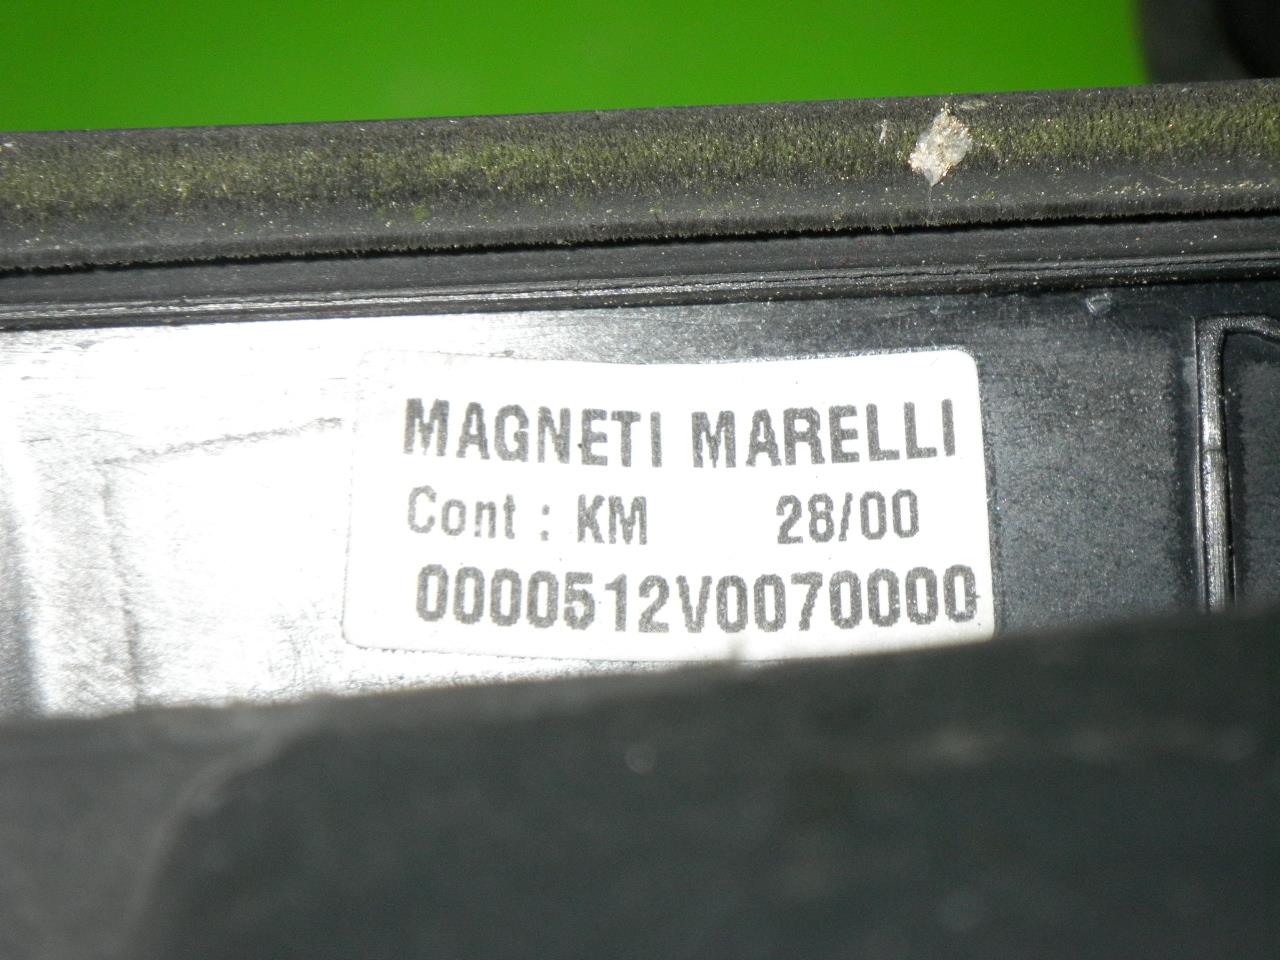 MAGNETI MARELLI
Cont : KM 28/00
0000512V0070000